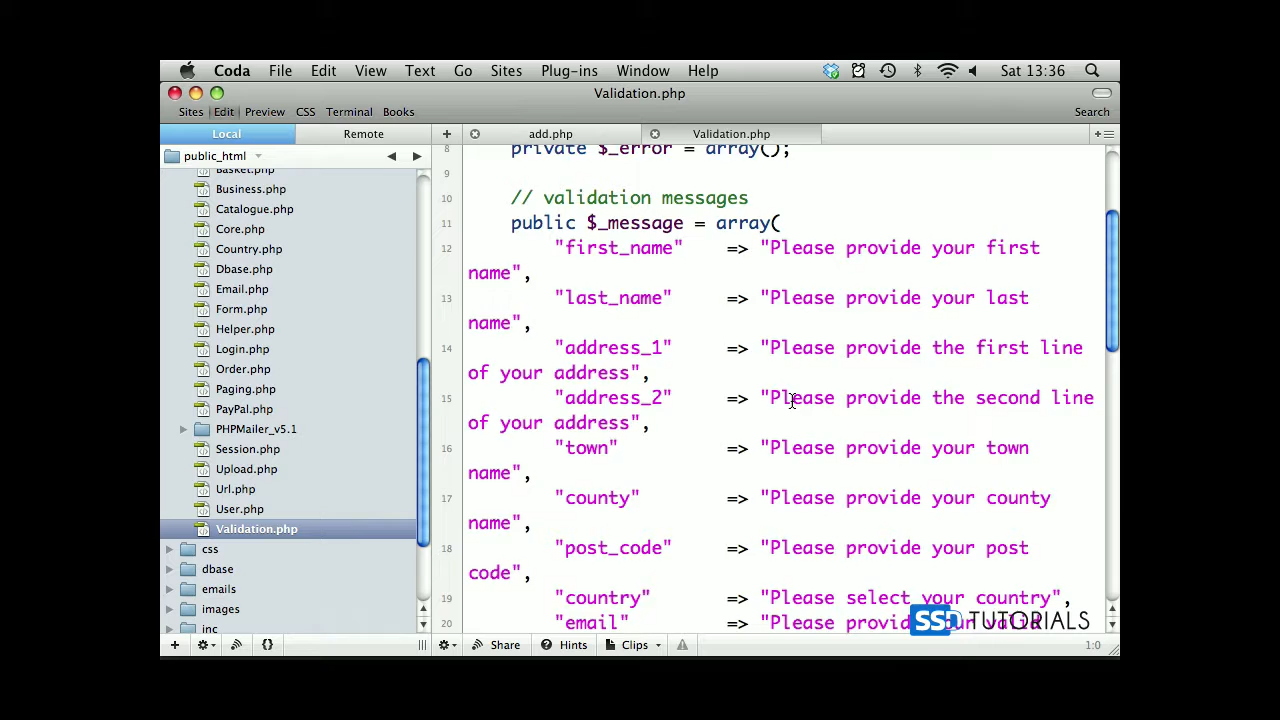 Coda File Edit View Text Go Sites Plug-ins Window Help Sat 13:36
Validation.php
Sites Edit Preview CSS Terminal Books Search
Local Remote + add.php Validation.php
public_html
Basket.php
Business.php
Catalogue.php
Core.php
Country.php
Dbase.php
Email.php
Form.php
Helper.php
Login.php
Order.php
Paging.php
PayPal.php
PHPMailer_v5.1
Session.php
Upload.php
Url.php
User.php
Validation.php
css
dbase
emails
images
inc
8 private $_error = array();
9
10 // validation messages
11 public $_message = array(
12 "first_name" => "Please provide your first
name",
13 "last_name" => "Please provide your last
name",
14 "address_1" => "Please provide the first line
of your address",
15 "address_2" => "Please provide the second line
of your address",
16 "town" => "Please provide your town
name",
17 "county" => "Please provide your county
name",
18 "post_code" => "Please provide your post
code",
19 "country" => "Please select your country",
20 "email" => "Please provide your valid
SSD TUTORIALS
Share Hints Clips 1:0